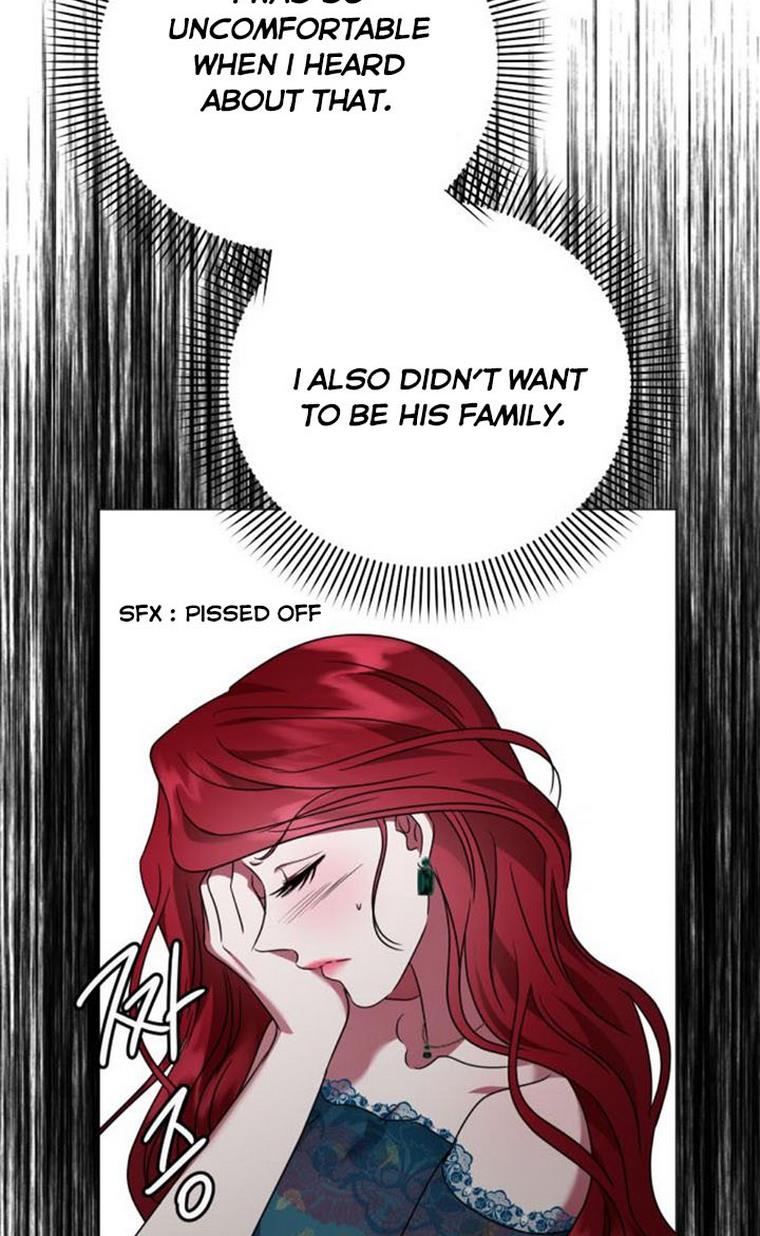 UNCOMFORTABLE
WHEN I HEARD
ABOUT THAT.
I ALSO DIDN'T WANT
TO BE HIS FAMILY.
SFX : PISSED OFF
짜
증